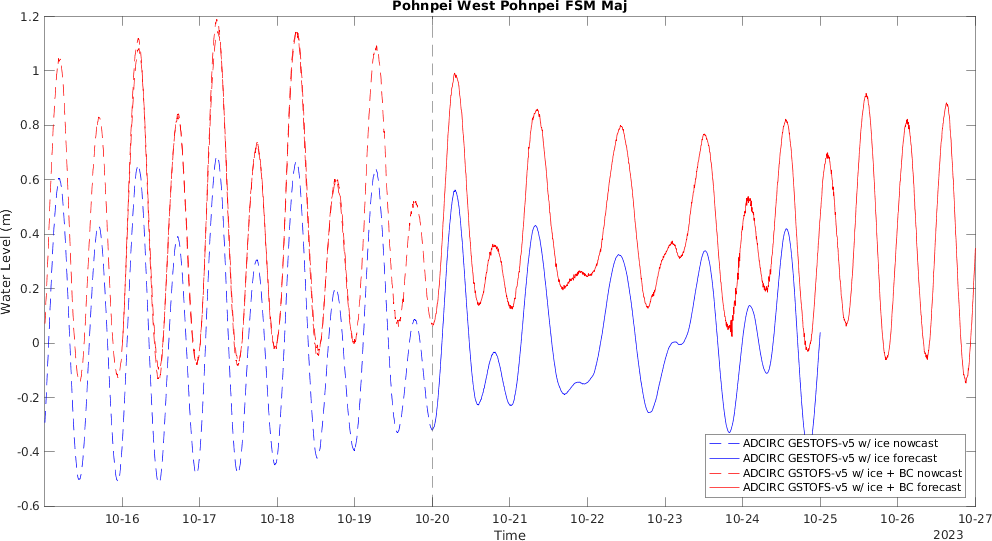 Pohnpei West Pohnpei FSM Maj
1.2
1
0.8
0.6
0.4
0.2
0
-0.2
-0.4
-0.6
Water Level (m)
10-16 10-17 10-18 10-19 10-20 10-21 10-22 10-23 10-24 10-25 10-26 10-27
Time
2023
ADCIRC GESTOFS-v5 w/ ice nowcast
ADCIRC GESTOFS-v5 w/ ice forecast
ADCIRC GSTOFS-v5 w/ ice + BC nowcast
ADCIRC GSTOFS-v5 w/ ice + BC forecast